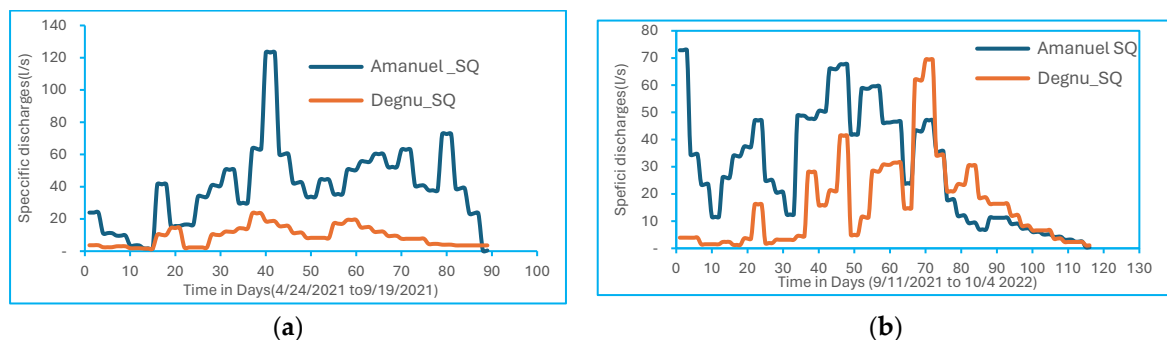 Speccific discharges(l/s)
140
120
100
80
60
40
20
-
Amanuel _SQ
Degnu_SQ
0 10 20 30 40 50 60 70 80 90 100
Time in Days(4/24/2021 to9/19/2021)
(a)
Spefici discharges(l/s)
80
70
60
50
40
30
20
10
-
Amanuel SQ
Degnu_SQ
0 10 20 30 40 50 60 70 80 90 100 110 120 130
Time in Days (9/11/2021 to 10/4 2022)
(b)